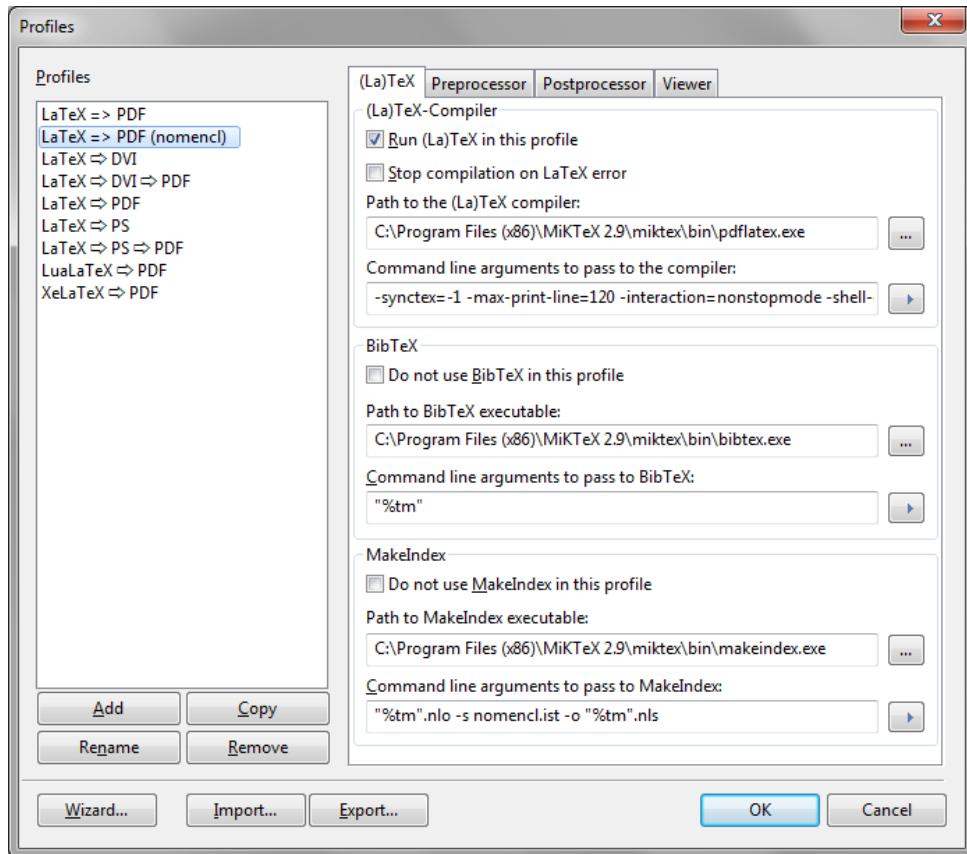 Profiles
Profiles
LaTeX => PDF
LaTeX => PDF (nomencl)
LaTeX ⇨ DVI
LaTeX ⇨ DVI ⇨ PDF
LaTeX ⇨ PDF
LaTeX ⇨ PS
LaTeX ⇨ PS ⇨ PDF
LuaLaTeX ⇨ PDF
XeLaTeX ⇨ PDF
Add
Copy
Rename
Remove
(La)TeX
Preprocessor
Postprocessor
Viewer
(La)TeX-Compiler
Run (La)TeX in this profile
Stop compilation on LaTeX error
Path to the (La)TeX compiler:
C:\Program Files (x86)\MiKTeX 2.9\miktex\bin\pdflatex.exe
...
Command line arguments to pass to the compiler:
-synctex=-1 -max-print-line=120 -interaction=nonstopmode -shell-
BibTeX
Do not use BibTeX in this profile
Path to BibTeX executable:
C:\Program Files (x86)\MiKTeX 2.9\miktex\bin\bibtex.exe
...
Command line arguments to pass to BibTeX:
"%tm"
MakeIndex
Do not use MakeIndex in this profile
Path to MakeIndex executable:
C:\Program Files (x86)\MiKTeX 2.9\miktex\bin\makeindex.exe
...
Command line arguments to pass to MakeIndex:
"%tm".nlo -s nomencl.ist -o "%tm".nls
Wizard...
Import...
Export...
OK
Cancel